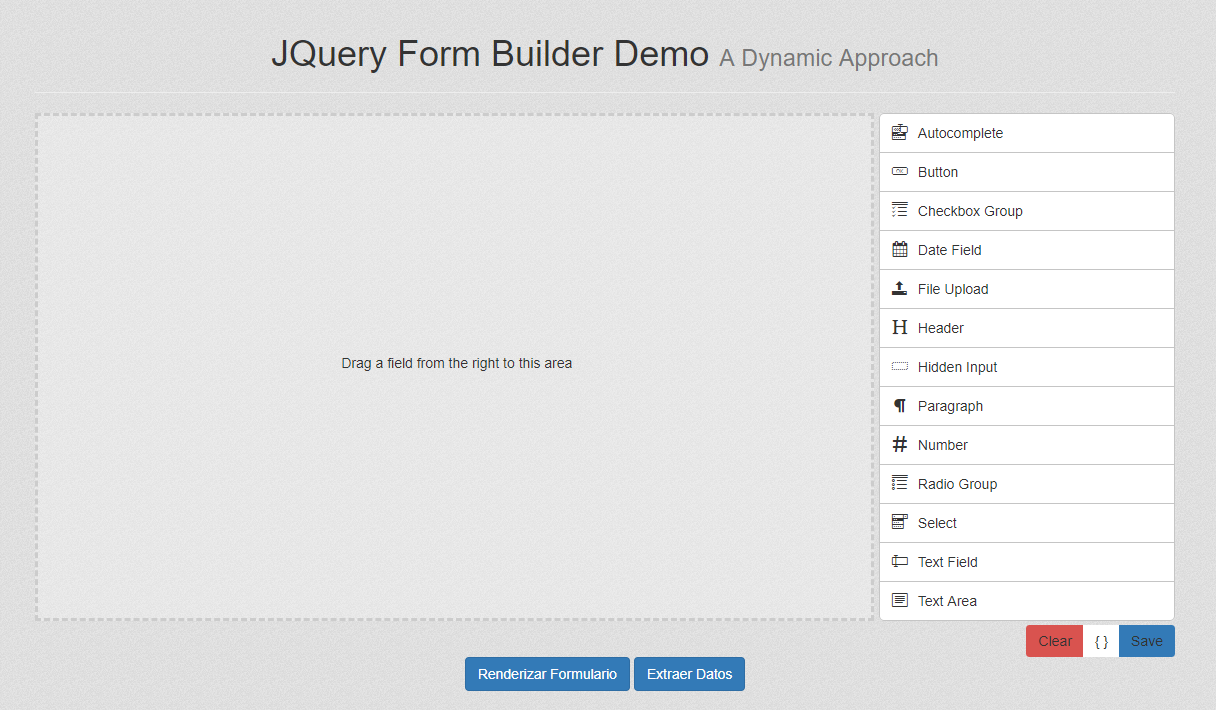 JQuery Form Builder Demo A Dynamic Approach
Drag a field from the right to this area
Autocomplete
Button
Checkbox Group
Date Field
File Upload
Header
Hidden Input
Paragraph
Number
Radio Group
Select
Text Field
Text Area
Clear { } Save
Renderizar Formulario Extraer Datos